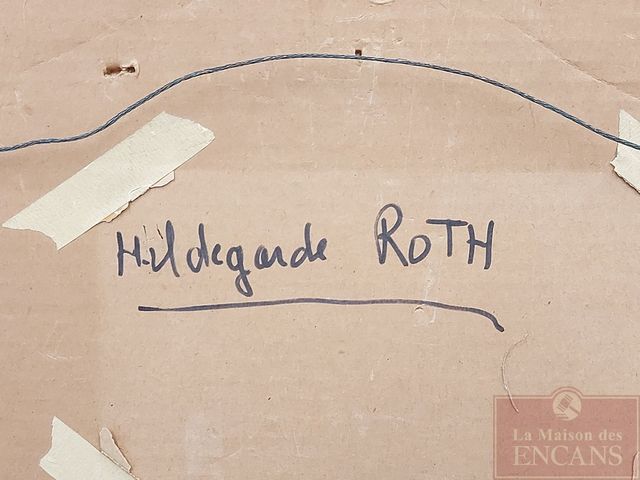 Hildegarde ROTH
La Maison des
ENCANS